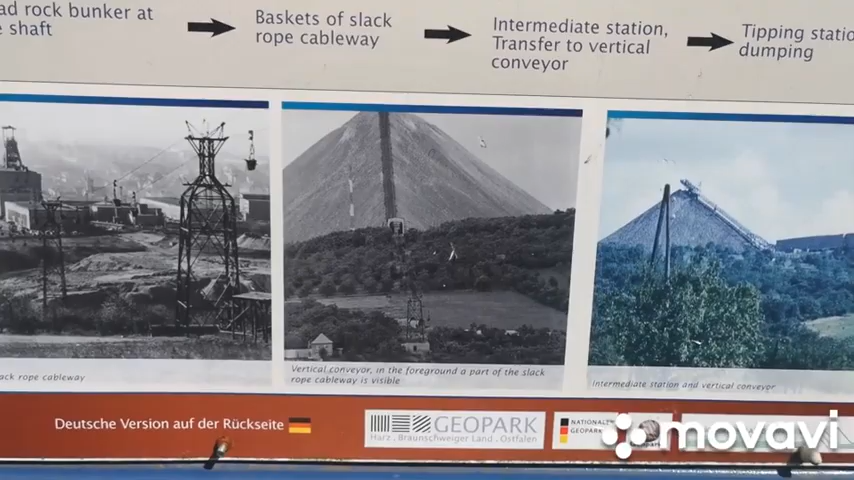 ad rock bunker at
shaft
Baskets of slack
rope cableway
Intermediate station,
Transfer to vertical
conveyor
Tipping statio
dumping
ack rope cableway
Vertical conveyor, in the foreground a part of the slack
rope cableway is visible
Intermediate station and vertical conveyor
Deutsche Version auf der Rückseite
GEOPARK
Harz . Braunschweiger Land . Ostfalen
NATIONALE
GEOPARK
movavi